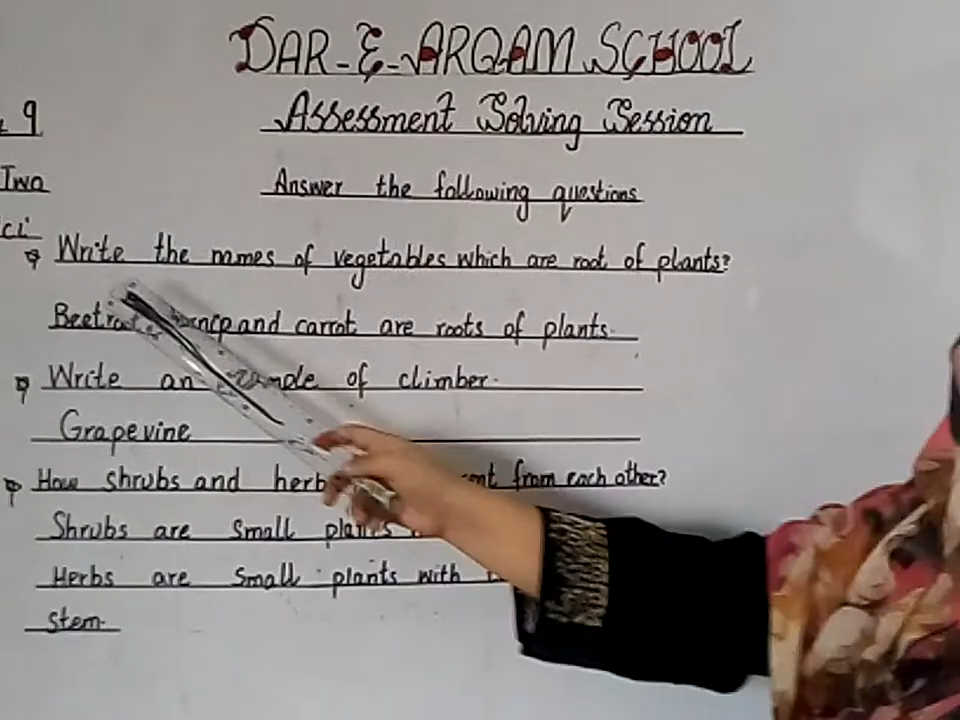 DAR-E-ARQAM SCHOOL
Assessment Solving Session
9
Two
Answer the following questions
Write the names of vegetables which are root of plants?
and carrot are roots of plants.
Write an of climber.
Grapevine
How shrubs and from each other?
Shrubs are small
Herbs are small plants with
stem.